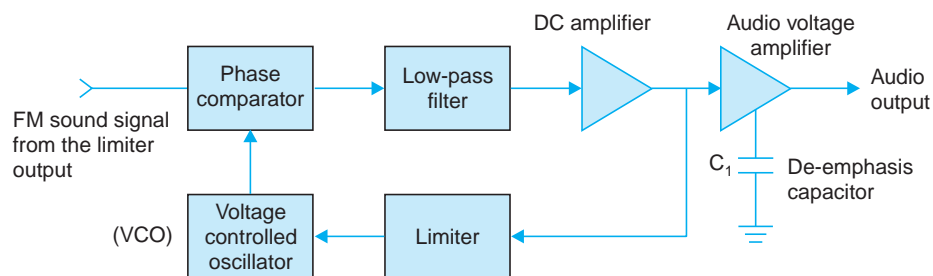 DC amplifier
Audio voltage
amplifier
Phase
comparator
Low-pass
filter
Audio
output
FM sound signal
from the limiter
output
C₁
De-emphasis
capacitor
(VCO)
Voltage
controlled
oscillator
Limiter